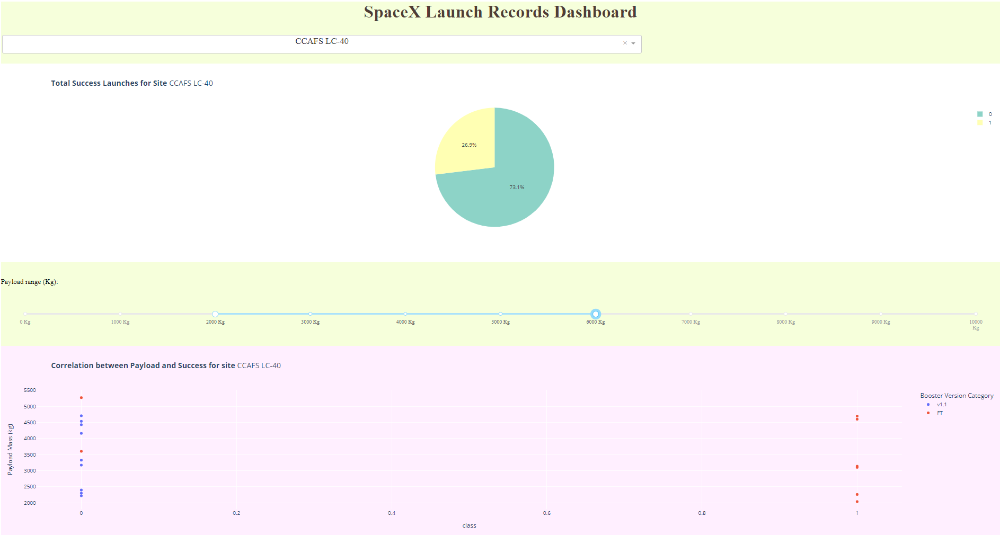 SpaceX Launch Records Dashboard
CCAFS LC-40
×
Total Success Launches for Site CCAFS LC-40
0
1
26.9%
73.1%
Payload range (Kg):
0 Kg 1000 Kg 2000 Kg 3000 Kg 4000 Kg 5000 Kg 6000 Kg 7000 Kg 8000 Kg 9000 Kg 10000
Kg
Correlation between Payload and Success for site CCAFS LC-40
Booster Version Category
v1.1
FT
Payload Mass (kg)
5500
5000
4500
4000
3500
3000
2500
2000
0 0.2 0.4 0.6 0.8 1
class